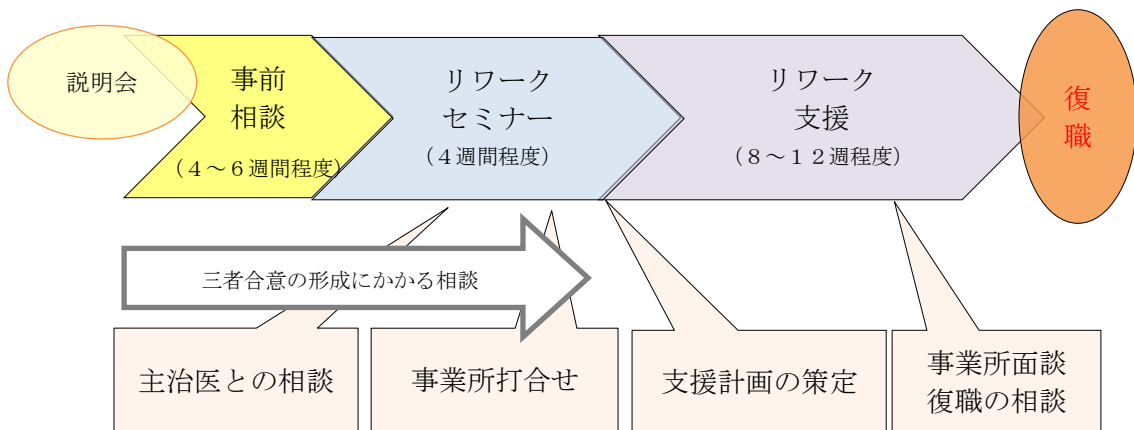 説明会
事前
相談
（４～６週間程度）
リワーク
セミナー
（４週間程度）
リワーク
支援
（８～１２週程度）
復
職
三者合意の形成にかかる相談
主治医との相談
事業所打合せ
支援計画の策定
事業所面談
復職の相談